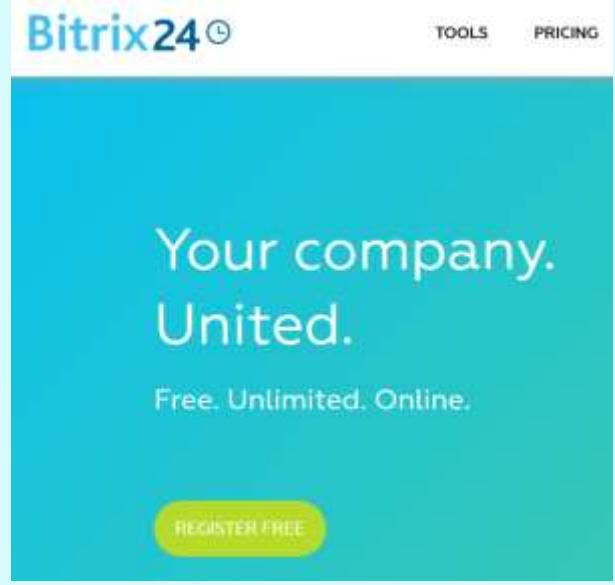 Bitrix24
TOOLS PRICING
Your company.
United.
Free. Unlimited. Online.
REGISTER FREE